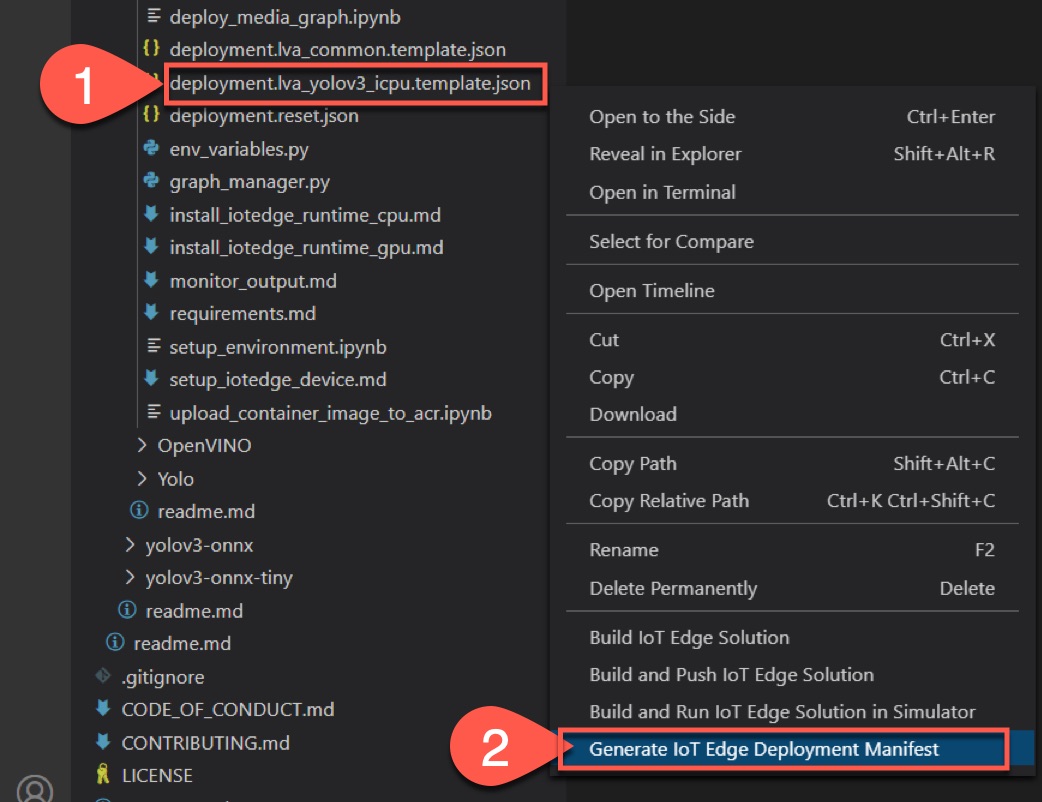 deploy_media_graph.ipynb
deployment.lva_common.template.json
1
deployment.lva_yolov3_icpu.template.json
deployment.reset.json
env_variables.py
graph_manager.py
install_iotedge_runtime_cpu.md
install_iotedge_runtime_gpu.md
monitor_output.md
requirements.md
setup_environment.ipynb
setup_iotedge_device.md
upload_container_image_to_acr.ipynb
OpenVINO
Yolo
readme.md
yolov3-onnx
yolov3-onnx-tiny
readme.md
readme.md
.gitignore
CODE_OF_CONDUCT.md
CONTRIBUTING.md
LICENSE
Open to the Side Ctrl+Enter
Reveal in Explorer Shift+Alt+R
Open in Terminal
Select for Compare
Open Timeline
Cut Ctrl+X
Copy Ctrl+C
Download
Copy Path Shift+Alt+C
Copy Relative Path Ctrl+K Ctrl+Shift+C
Rename F2
Delete Permanently Delete
Build IoT Edge Solution
Build and Push IoT Edge Solution
Build and Run IoT Edge Solution in Simulator
2
Generate IoT Edge Deployment Manifest